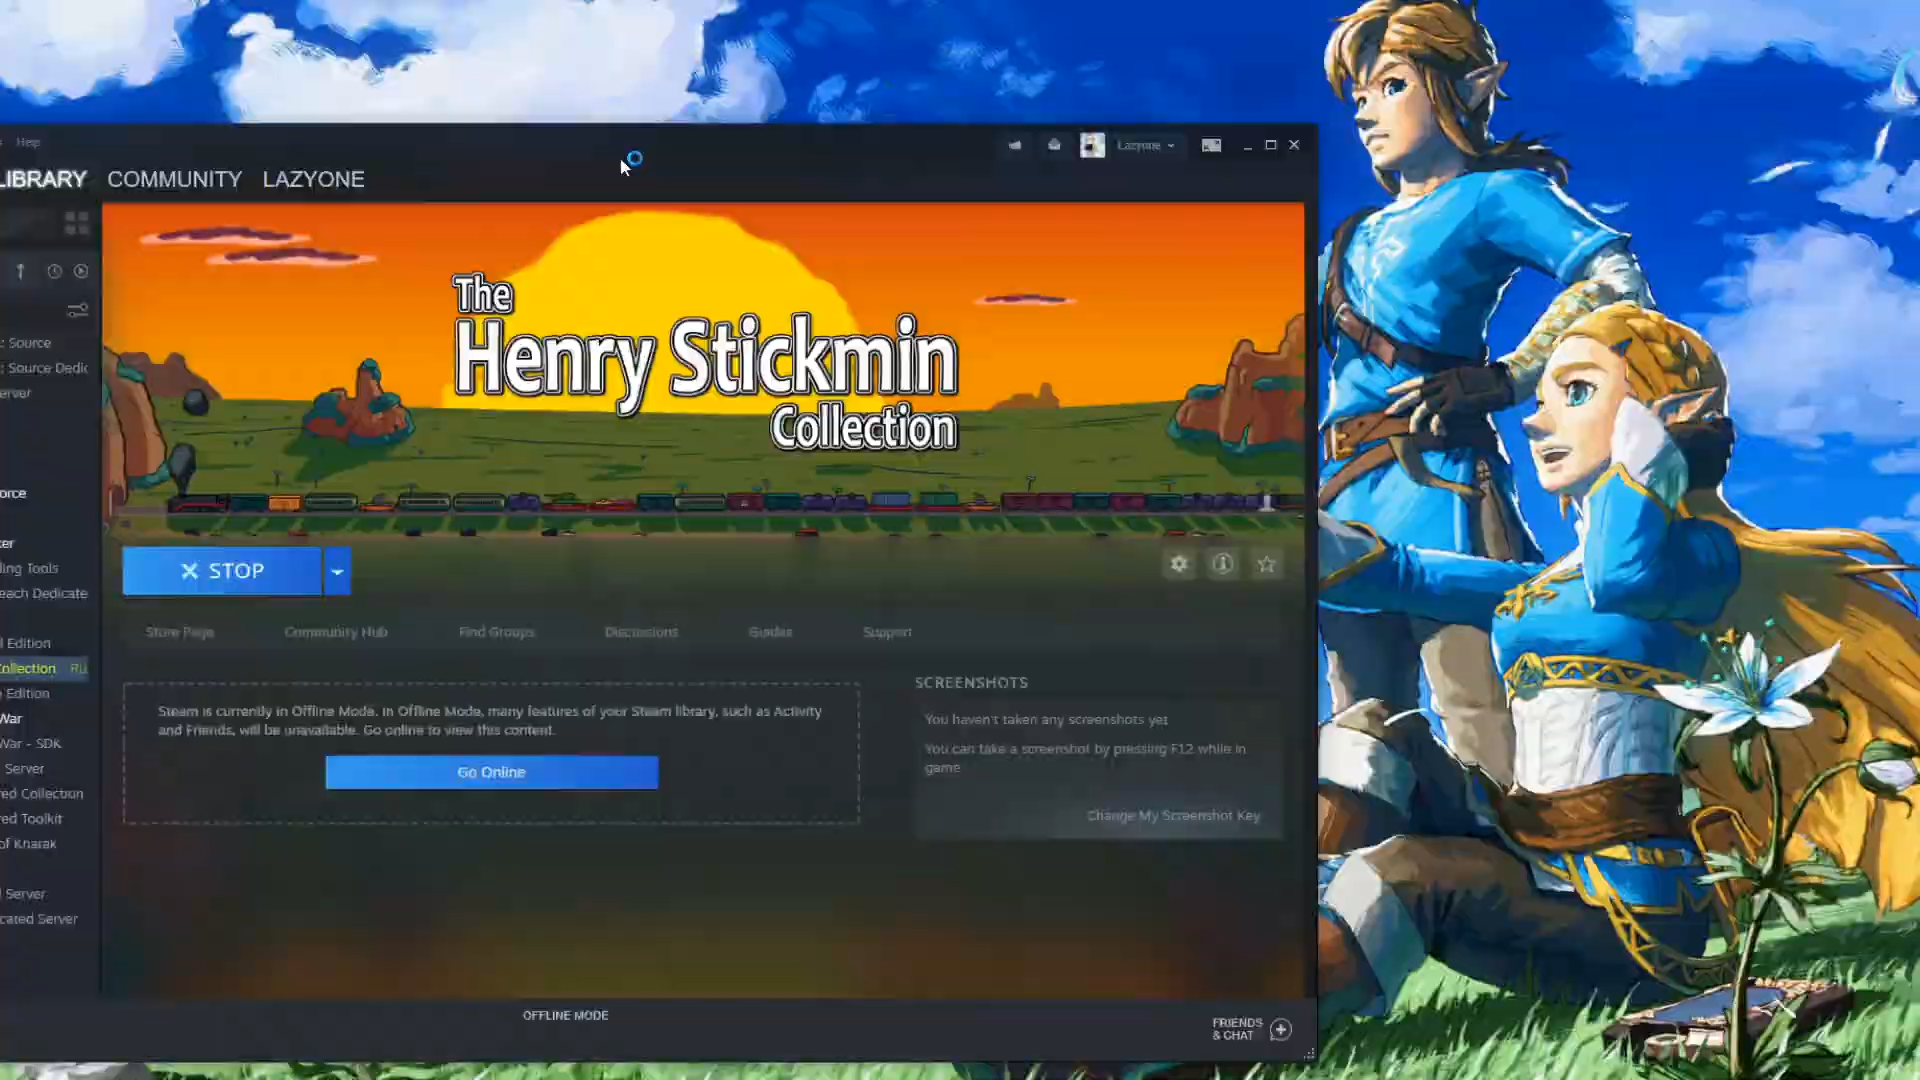 Help
Lazyone
LIBRARY COMMUNITY LAZYONE
The
Henry Stickmin
Collection
: Source
: Source Dedic
erver
orce
er
ing Tools
each Dedicate
l Edition
Collection Ru
Edition
War
War - SDK
Server
red Collection
red Toolkit
of Kharak
l Server
cated Server
STOP
Store Page Community Hub Find Groups Discussions Guides Support
Steam is currently in Offline Mode. In Offline Mode, many features of your Steam library, such as Activity
and Friends, will be unavailable. Go online to view this content.
Go Online
SCREENSHOTS
You haven't taken any screenshots yet
You can take a screenshot by pressing F12 while in
game
Change My Screenshot Key
OFFLINE MODE
FRIENDS
& CHAT